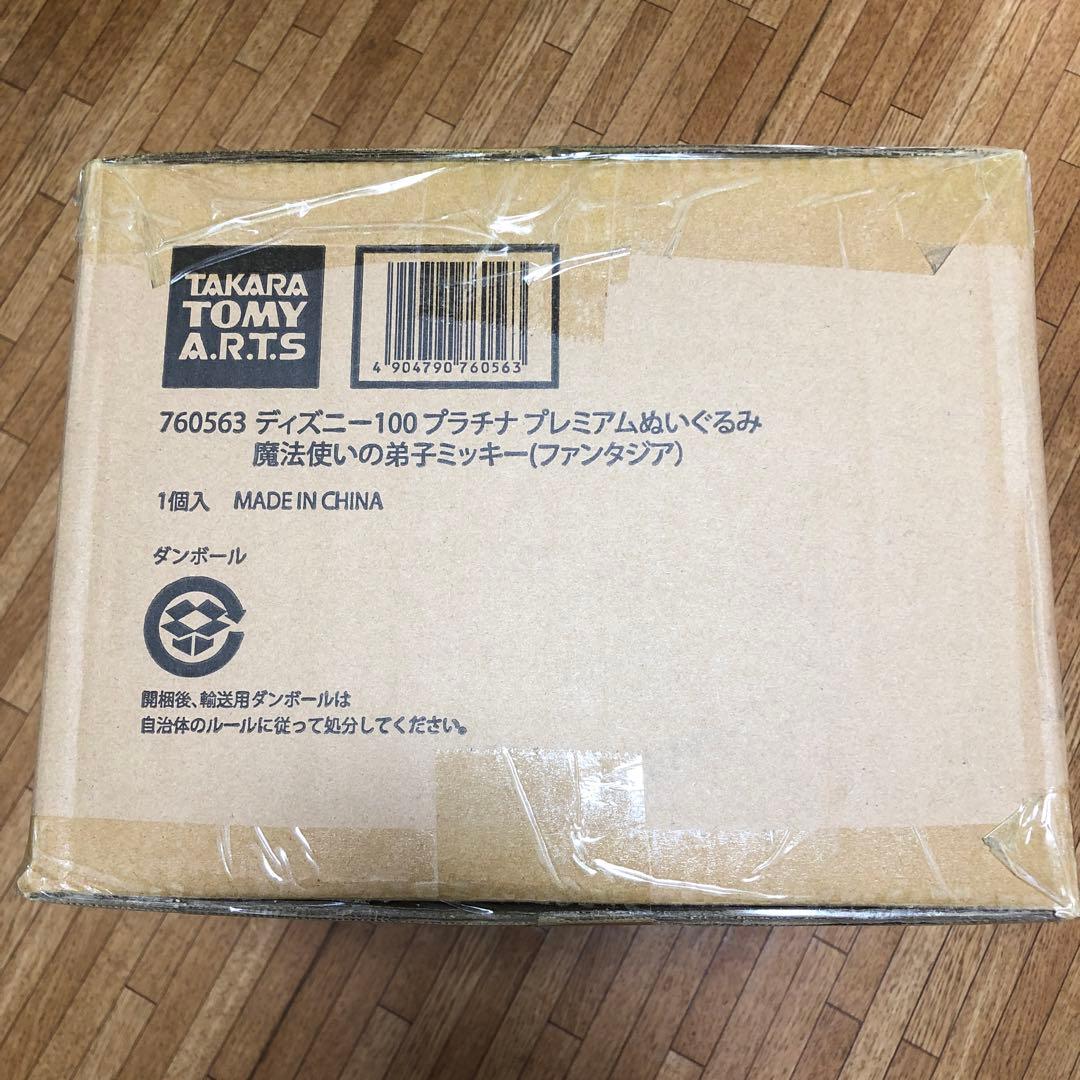 TAKARA
TOMY
A.R.T.S
4 904790 760563
760563 ディズニー100 プラチナ プレミアムぬいぐるみ
魔法使いの弟子ミッキー(ファンタジア)
1個入 MADE IN CHINA
ダンボール
開梱後、輸送用ダンボールは
自治体のルールに従って処分してください。